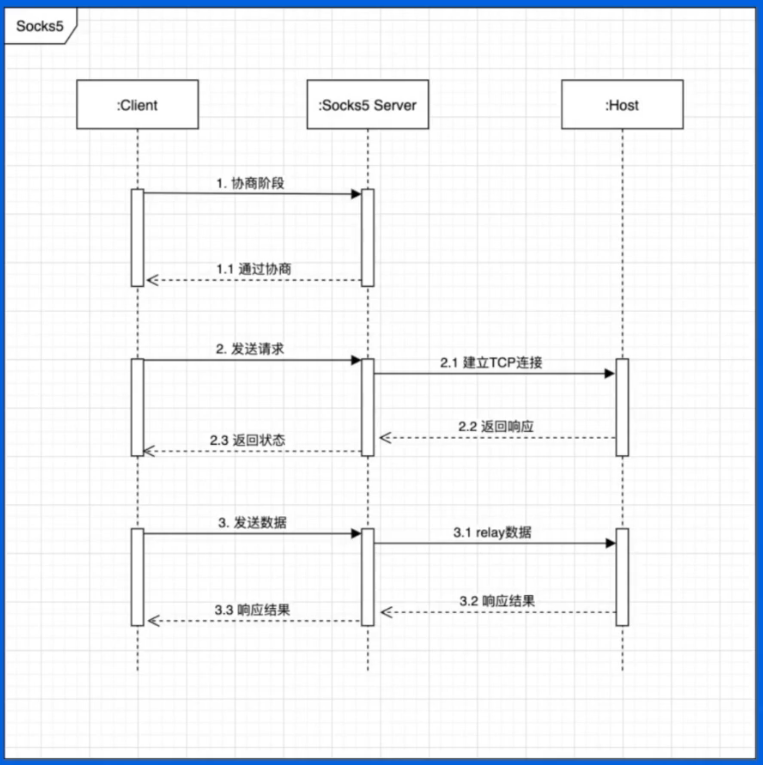 Socks5
:Client
:Socks5 Server
:Host
1. 协商阶段
1.1 通过协商
2. 发送请求
2.1 建立TCP连接
2.2 返回响应
2.3 返回状态
3. 发送数据
3.1 relay数据
3.2 响应结果
3.3 响应结果